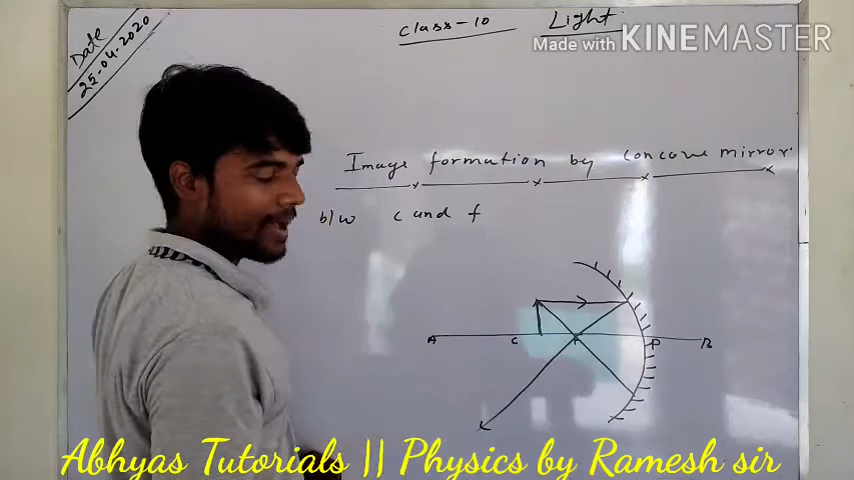 Date
25-04-2020
Class-10
Light
Made with KINEMASTER
Image formation by concave mirror
b/w c and f
A C F P B
Abhyas Tutorials || Physics by Ramesh sir